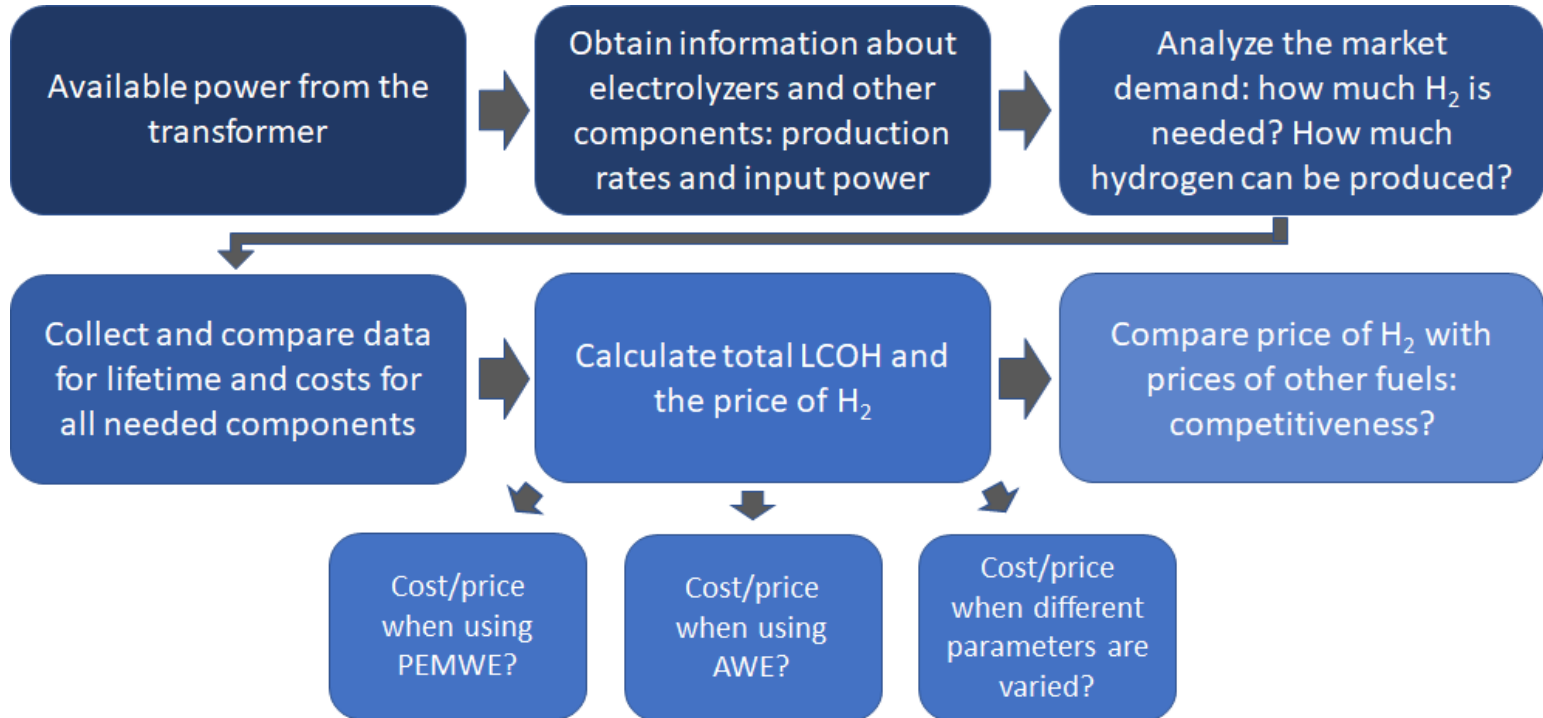 Available power from the
transformer
Obtain information about
electrolyzers and other
components: production
rates and input power
Analyze the market
demand: how much H₂ is
needed? How much
hydrogen can be produced?
Collect and compare data
for lifetime and costs for
all needed components
Calculate total LCOH and
the price of H₂
Compare price of H₂ with
prices of other fuels:
competitiveness?
Cost/price
when using
PEMWE?
Cost/price
when using
AWE?
Cost/price
when different
parameters are
varied?